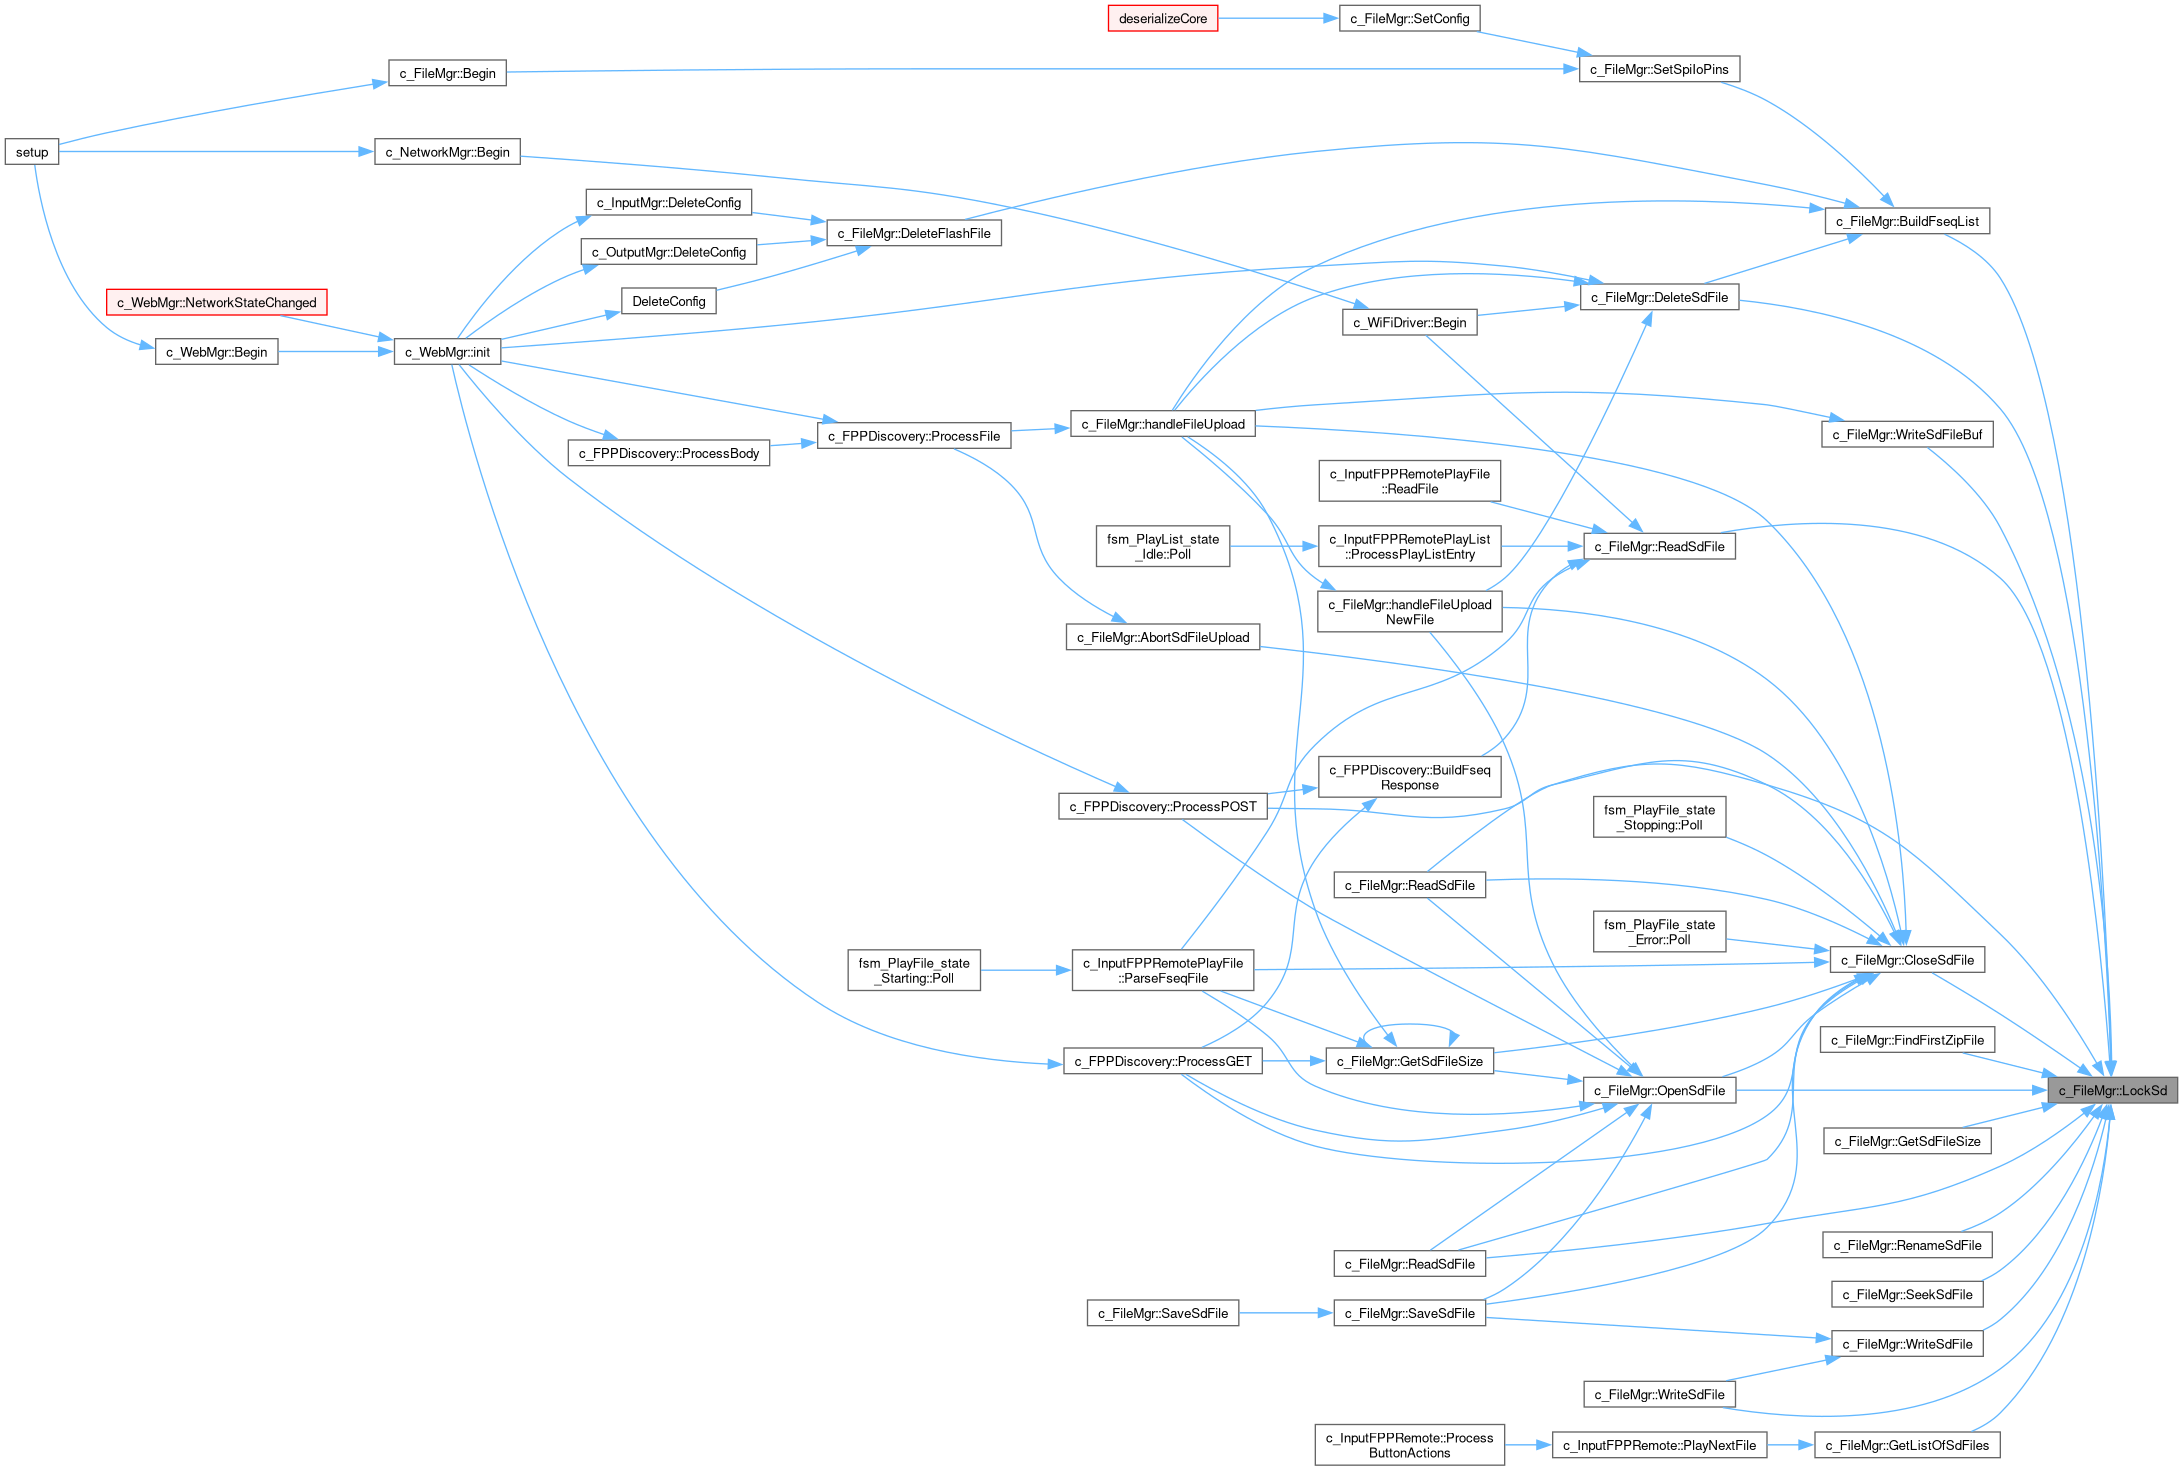 deserializeCore
c_FileMgr::SetConfig
c_FileMgr::Begin
c_FileMgr::SetSpiIoPins
setup
c_NetworkMgr::Begin
c_InputMgr::DeleteConfig
c_FileMgr::DeleteFlashFile
c_FileMgr::BuildFseqList
c_OutputMgr::DeleteConfig
c_WebMgr::NetworkStateChanged
DeleteConfig
c_FileMgr::DeleteSdFile
c_WiFiDriver::Begin
c_WebMgr::Begin
c_WebMgr::init
c_FileMgr::handleFileUpload
c_FPPDiscovery::ProcessFile
c_FileMgr::WriteSdFileBuf
c_FPPDiscovery::ProcessBody
c_InputFPPRemotePlayFile
::ReadFile
fsm_PlayList_state
_Idle::Poll
c_InputFPPRemotePlayList
::ProcessPlayListEntry
c_FileMgr::ReadSdFile
c_FileMgr::handleFileUpload
NewFile
c_FileMgr::AbortSdFileUpload
c_FPPDiscovery::BuildFseq
Response
c_FPPDiscovery::ProcessPOST
fsm_PlayFile_state
_Stopping::Poll
c_FileMgr::ReadSdFile
fsm_PlayFile_state
_Error::Poll
fsm_PlayFile_state
_Starting::Poll
c_InputFPPRemotePlayFile
::ParseFseqFile
c_FileMgr::CloseSdFile
c_FileMgr::FindFirstZipFile
c_FPPDiscovery::ProcessGET
c_FileMgr::GetSdFileSize
c_FileMgr::OpenSdFile
c_FileMgr::LockSd
c_FileMgr::GetSdFileSize
c_FileMgr::RenameSdFile
c_FileMgr::ReadSdFile
c_FileMgr::SeekSdFile
c_FileMgr::SaveSdFile
c_FileMgr::SaveSdFile
c_FileMgr::WriteSdFile
c_FileMgr::WriteSdFile
c_InputFPPRemote::Process
ButtonActions
c_InputFPPRemote::PlayNextFile
c_FileMgr::GetListOfSdFiles